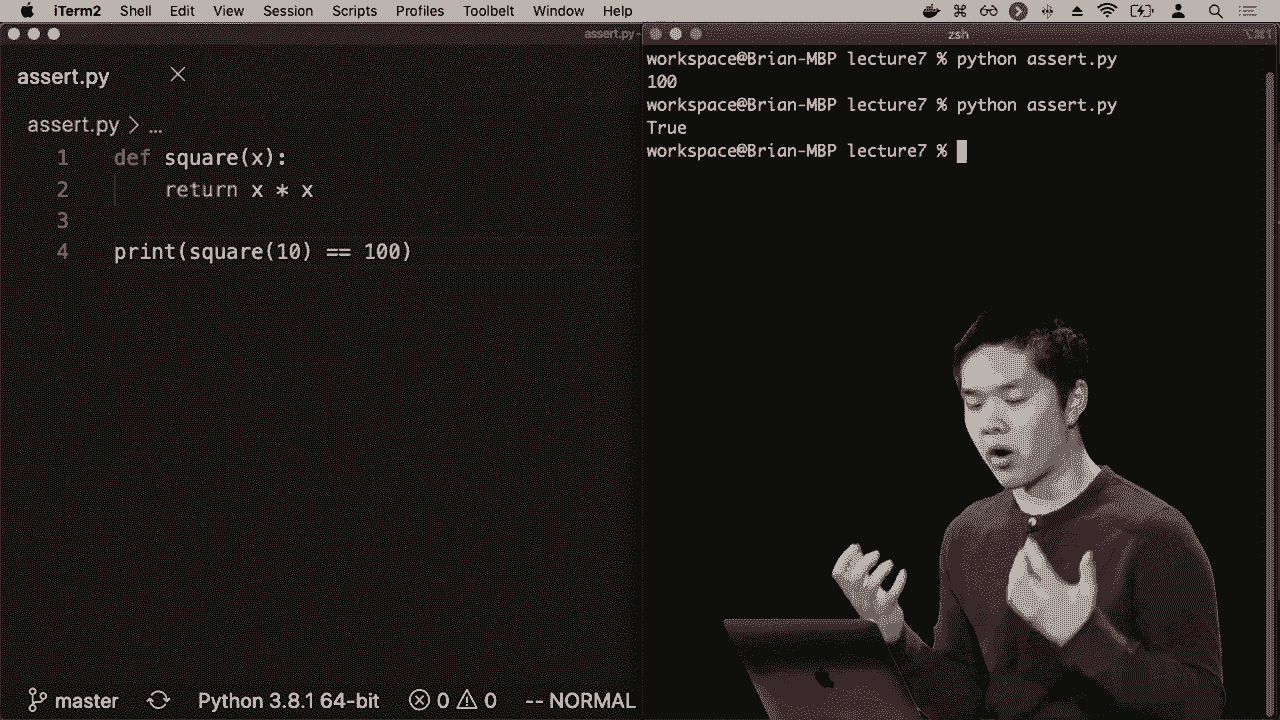 iTerm2 Shell Edit View Session Scripts Profiles Toolbelt Window Help
assert.py -
zsh
⌥⌘1
assert.py
assert.py > ...
1 def square(x):
2     return x * x
3
4 print(square(10) == 100)
master Python 3.8.1 64-bit 0 0 -- NORMAL
workspace@Brian-MBP lecture7 % python assert.py
100
workspace@Brian-MBP lecture7 % python assert.py
True
workspace@Brian-MBP lecture7 %